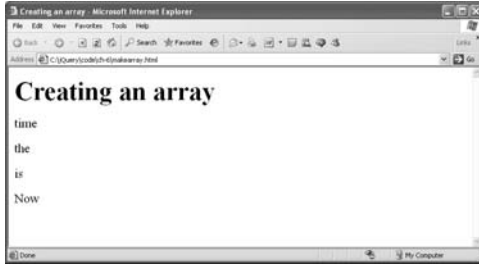 Creating an array - Microsoft Internet Explorer
File Edit View Favorites Tools Help
Back Search Favorites Links
Address C:\jQuery\code\ch-6\makearray.html Go
Creating an array
time
the
is
Now
Done My Computer